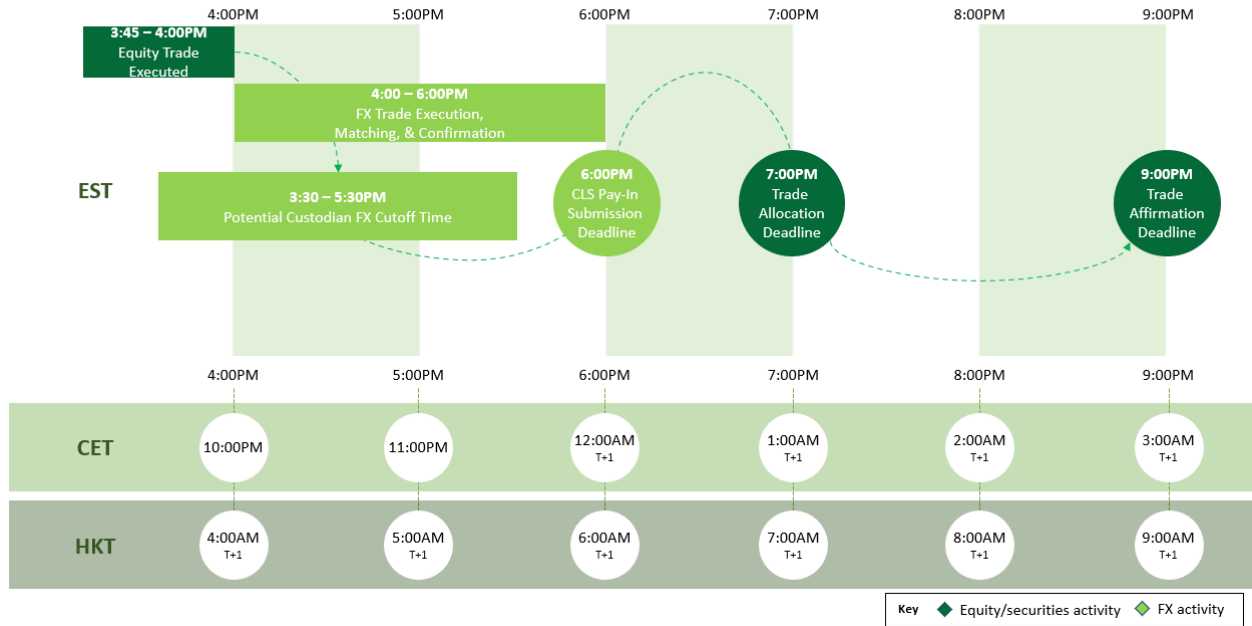 4:00PM
5:00PM
6:00PM
7:00PM
8:00PM
9:00PM
3:45 – 4:00PM
Equity Trade
Executed
4:00 – 6:00PM
FX Trade Execution,
Matching, & Confirmation
EST
3:30 – 5:30PM
Potential Custodian FX Cutoff Time
6:00PM
CLS Pay-In
Submission
Deadline
7:00PM
Trade
Allocation
Deadline
9:00PM
Trade
Affirmation
Deadline
4:00PM
5:00PM
6:00PM
7:00PM
8:00PM
9:00PM
CET
10:00PM
11:00PM
12:00AM
T+1
1:00AM
T+1
2:00AM
T+1
3:00AM
T+1
HKT
4:00AM
T+1
5:00AM
T+1
6:00AM
T+1
7:00AM
T+1
8:00AM
T+1
9:00AM
T+1
Key
Equity/securities activity
FX activity